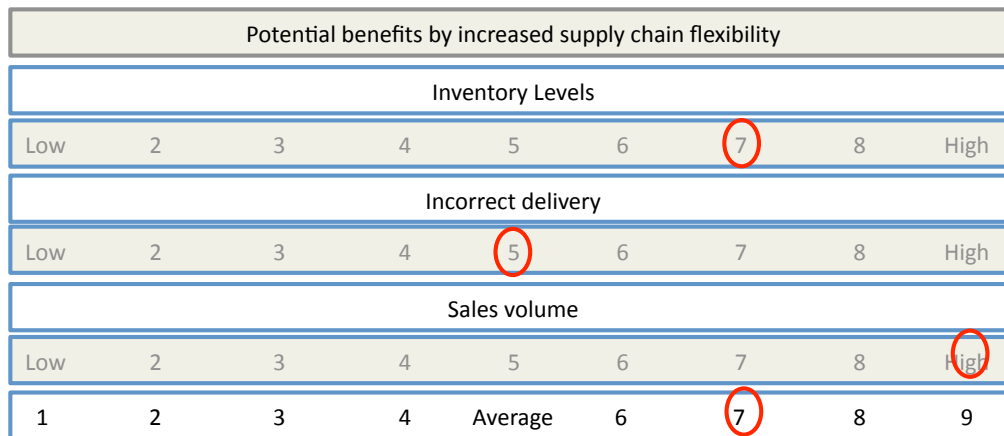 Potential benefits by increased supply chain flexibility
Inventory Levels
Low 2 3 4 5 6 7 8 High
Incorrect delivery
Low 2 3 4 5 6 7 8 High
Sales volume
Low 2 3 4 5 6 7 8 High
1 2 3 4 Average 6 7 8 9